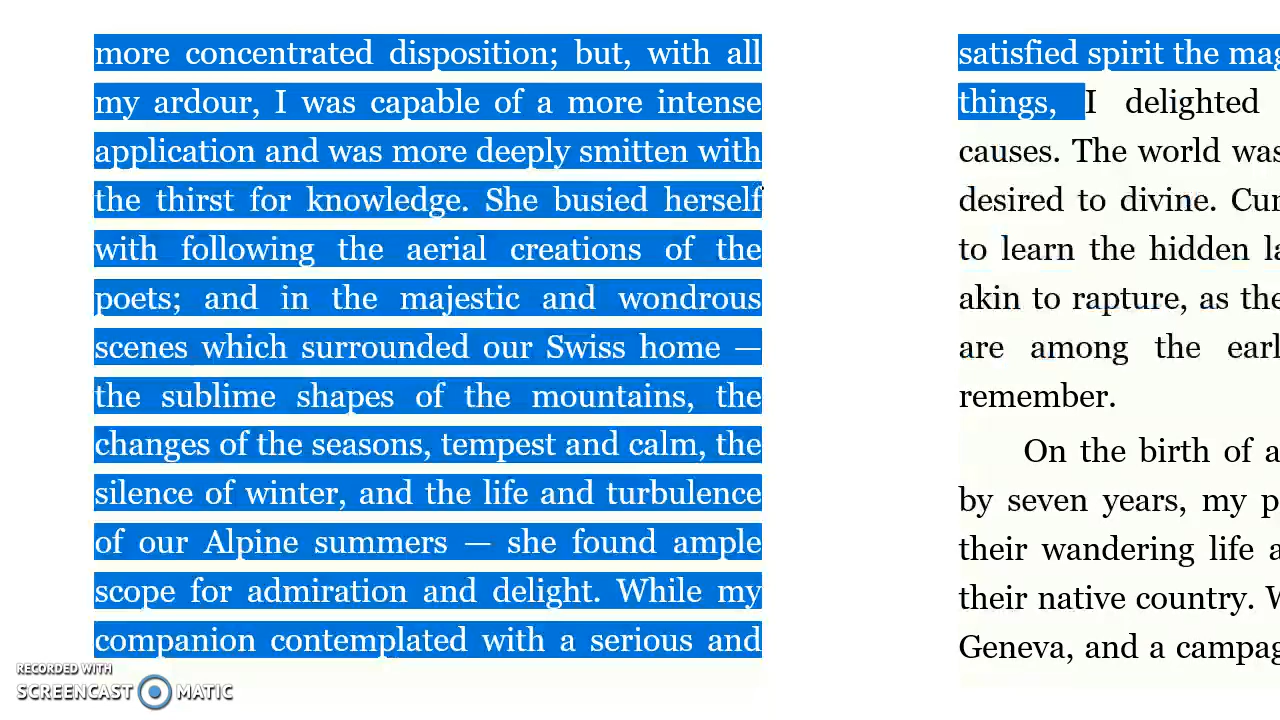 more concentrated disposition; but, with all
my ardour, I was capable of a more intense
application and was more deeply smitten with
the thirst for knowledge. She busied herself
with following the aerial creations of the
poets; and in the majestic and wondrous
scenes which surrounded our Swiss home —
the sublime shapes of the mountains, the
changes of the seasons, tempest and calm, the
silence of winter, and the life and turbulence
of our Alpine summers — she found ample
scope for admiration and delight. While my
companion contemplated with a serious and
satisfied spirit the
things, I delighted
causes. The world
desired to divine.
to learn the hidden
akin to rapture, as
are among the
remember.
On the birth of a
by seven years, my
their wandering life
their native country.
Geneva, and a
RECORDED WITH
SCREENCAST MATIC